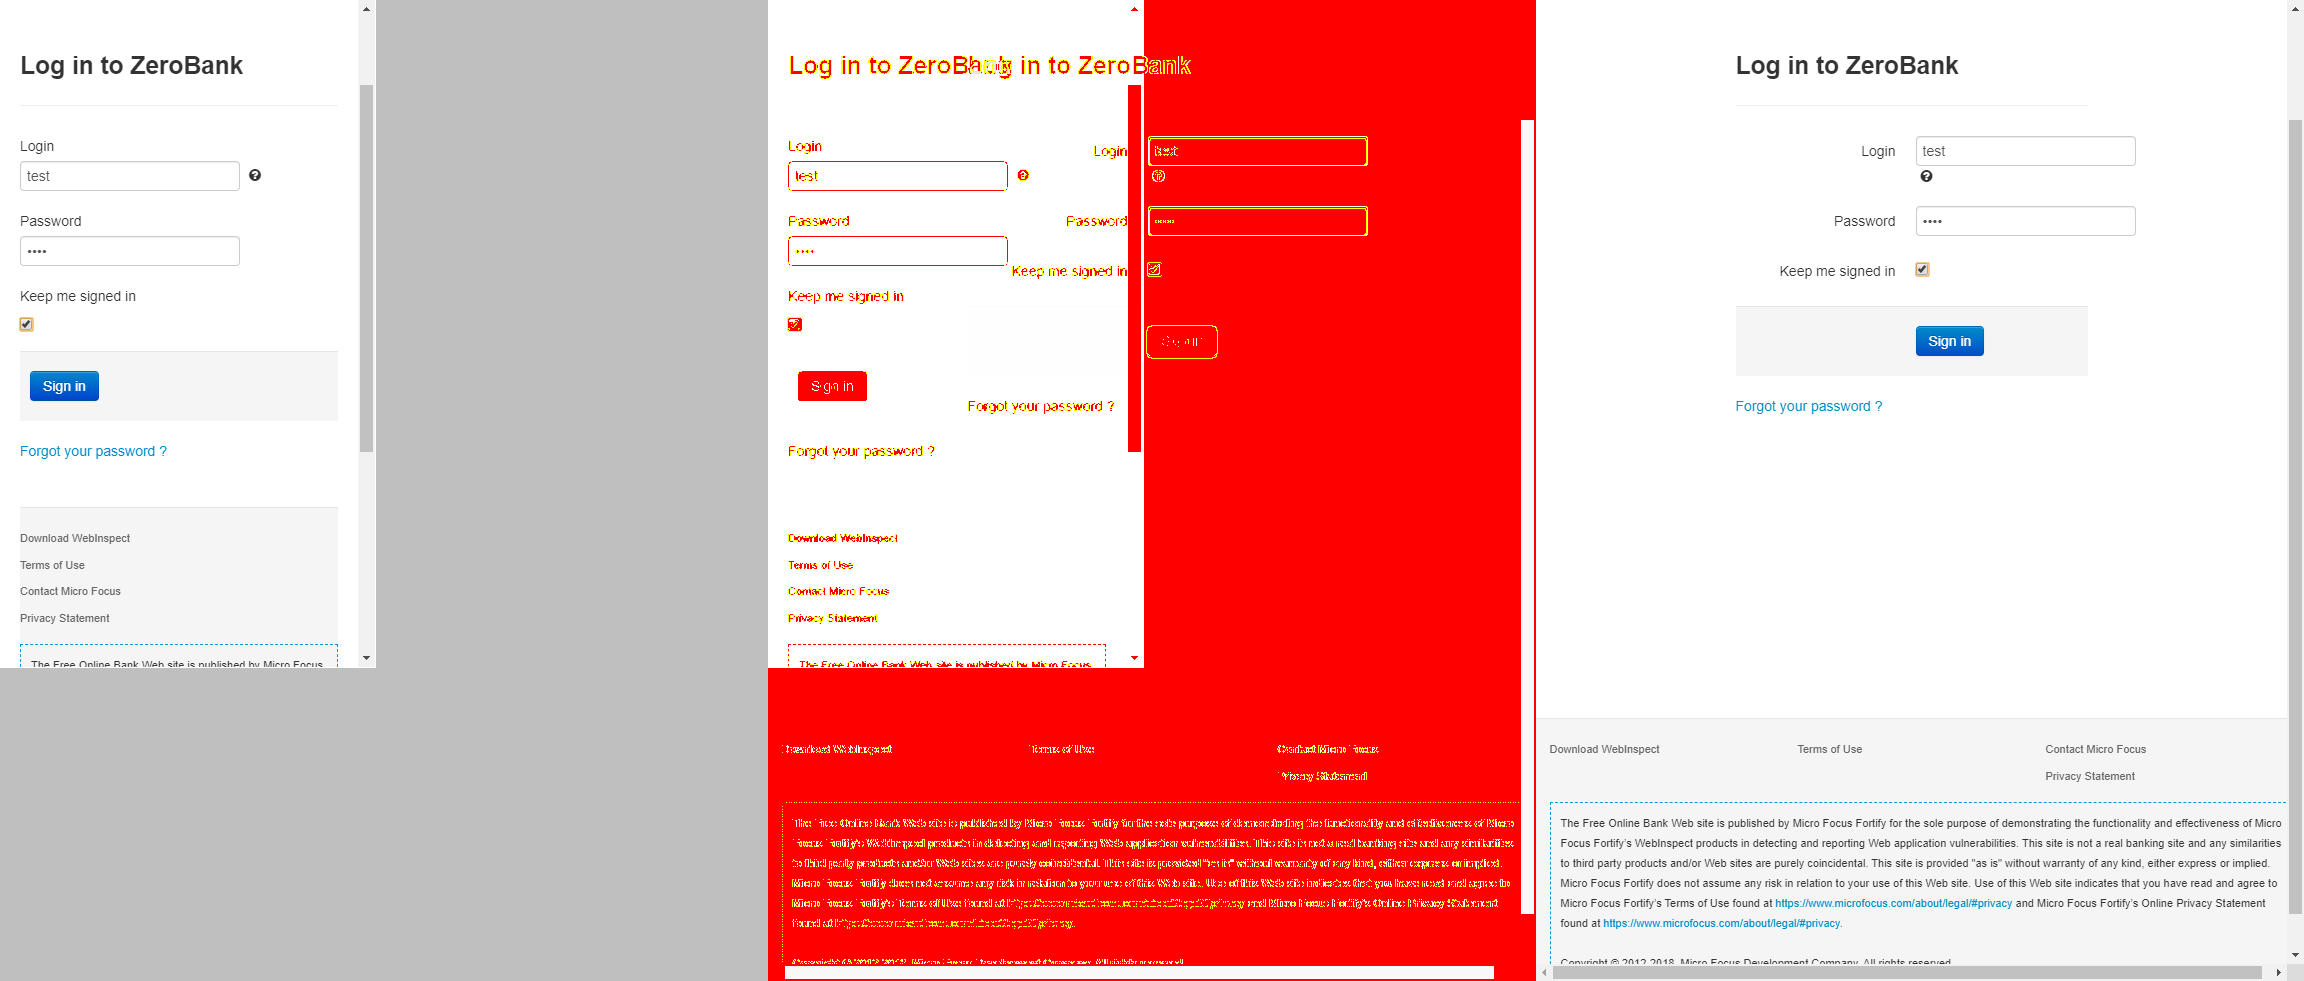 Log in to ZeroBank
Login
test
Password
••••
Keep me signed in
Sign in
Forgot your password ?
Download WebInspect
Terms of Use
Contact Micro Focus
Privacy Statement
The Free Online Bank Web site is published by Micro Focus
Log in to ZeroBank
in to ZeroBank
Login
test
Password
••••
Keep me signed in
Sign in
Forgot your password ?
Login
test
Password
••••
Keep me signed in
Sign in
Forgot your password ?
Download WebInspect
Terms of Use
Contact Micro Focus
Privacy Statement
The Free Online Bank Web site is published by Micro Focus
Download WebInspect
Terms of Use
Contact Micro Focus
Privacy Statement
Log in to ZeroBank
Login
test
Password
••••
Keep me signed in
Sign in
Forgot your password ?
Download WebInspect
Terms of Use
Contact Micro Focus
Privacy Statement
The Free Online Bank Web site is published by Micro Focus Fortify for the sole purpose of demonstrating the functionality and effectiveness of Micro
Focus Fortify's WebInspect products in detecting and reporting Web application vulnerabilities. This site is not a real banking site and any similarities
to third party products and/or Web sites are purely coincidental. This site is provided "as is" without warranty of any kind, either express or implied.
Micro Focus Fortify does not assume any risk in relation to your use of this Web site. Use of this Web site indicates that you have read and agree to
Micro Focus Fortify's Terms of Use found at https://www.microfocus.com/about/legal/#privacy and Micro Focus Fortify's Online Privacy Statement
found at https://www.microfocus.com/about/legal/#privacy.
Copyright © 2012-2018, Micro Focus Development Company. All rights reserved.